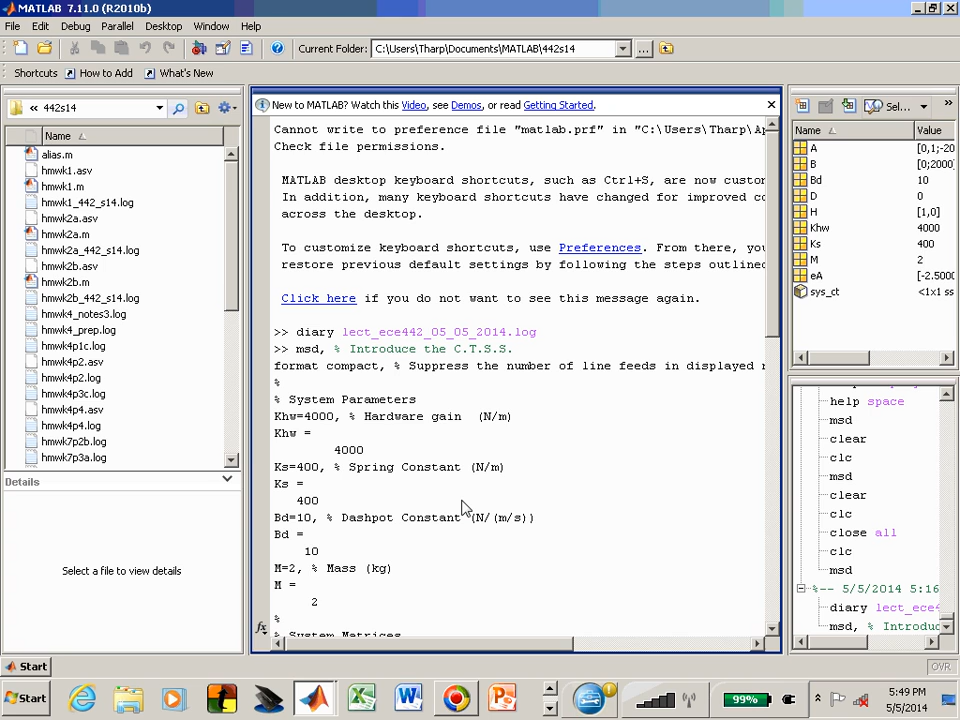 MATLAB 7.11.0 (R2010b)
File Edit Debug Parallel Desktop Window Help
Current Folder: C:\Users\Tharp\Documents\MATLAB\442s14
Shortcuts How to Add What's New
« 442s14
Name
alias.m
hmwk1.asv
hmwk1.m
hmwk1_442_s14.log
hmwk2a.asv
hmwk2a.m
hmwk2a_442_s14.log
hmwk2b.asv
hmwk2b.m
hmwk2b_442_s14.log
hmwk4_notes3.log
hmwk4_prep.log
hmwk4p1c.log
hmwk4p2.asv
hmwk4p2.log
hmwk4p3c.log
hmwk4p4.asv
hmwk4p4.log
hmwk7p2b.log
hmwk7p3a.log
Details
Select a file to view details
New to MATLAB? Watch this Video, see Demos, or read Getting Started.
Cannot write to preference file "matlab.prf" in "C:\Users\Tharp\Ap
Check file permissions.
MATLAB desktop keyboard shortcuts, such as Ctrl+S, are now custom
In addition, many keyboard shortcuts have changed for improved co
across the desktop.
To customize keyboard shortcuts, use Preferences. From there, you
restore previous default settings by following the steps outlined
Click here if you do not want to see this message again.
>> diary lect_ece442_05_05_2014.log
>> msd, % Introduce the C.T.S.S.
format compact, % Suppress the number of line feeds in displayed r
%
% System Parameters
Khw=4000, % Hardware gain (N/m)
Khw =
4000
Ks=400, % Spring Constant (N/m)
Ks =
400
Bd=10, % Dashpot Constant (N/(m/s))
Bd =
10
M=2, % Mass (kg)
M =
2
%
% System Matrices
fx
Sel...
»
Name Value
A [0,1;-20
B [0;2000
Bd 10
D 0
H [1,0]
Khw 4000
Ks 400
M 2
eA [-2.5000
sys_ct <1x1 ss
help space
msd
clear
clc
msd
clear
clc
close all
clc
msd
%-- 5/5/2014 5:16
diary lect_ece4
msd, % Introduc
Start
OVR
Start
99%
5:49 PM
5/5/2014